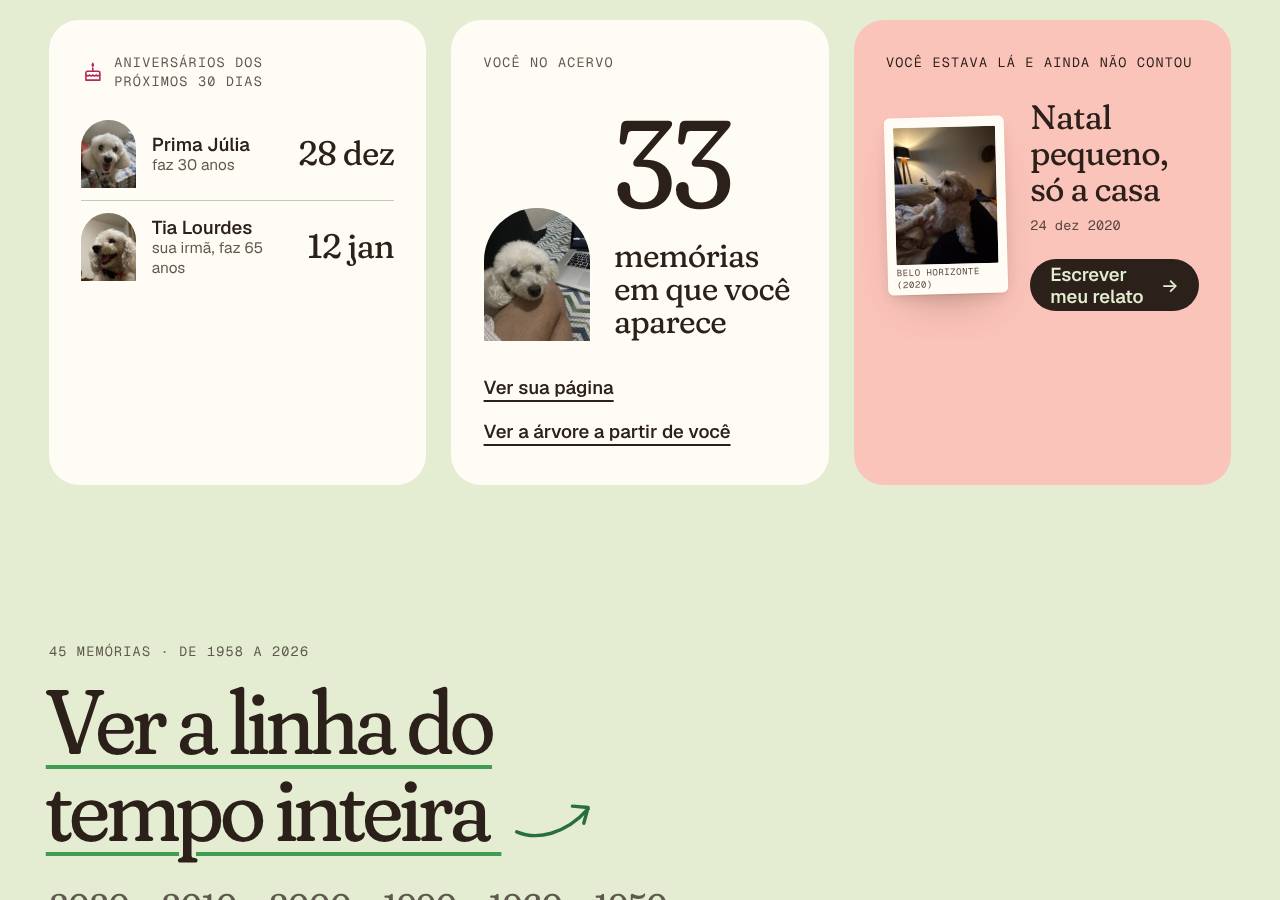 ANIVERSÁRIOS DOS
PRÓXIMOS 30 DIAS
Prima Júlia
faz 30 anos
28 dez
Tia Lourdes
sua irmã, faz 65
anos
12 jan
VOCÊ NO ACERVO
33
memórias
em que você
aparece
Ver sua página
Ver a árvore a partir de você
VOCÊ ESTAVA LÁ E AINDA NÃO CONTOU
BELO HORIZONTE
(2020)
Natal
pequeno,
só a casa
24 dez 2020
Escrever
meu relato →
45 MEMÓRIAS · DE 1958 A 2026
Ver a linha do
tempo inteira